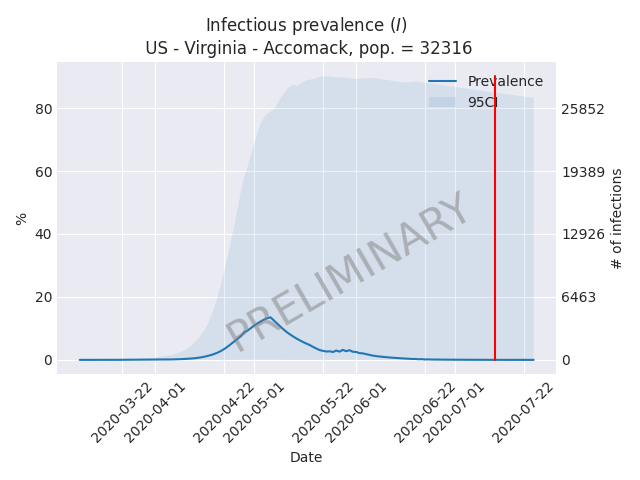 Infectious prevalence (I)
US - Virginia - Accomack, pop. = 32316
Prevalence
95CI
80
60
40
20
0
%
25852
19389
12926
6463
0
# of infections
PRELIMINARY
2020-03-22
2020-04-01
2020-04-22
2020-05-01
2020-05-22
2020-06-01
2020-06-22
2020-07-01
2020-07-22
Date